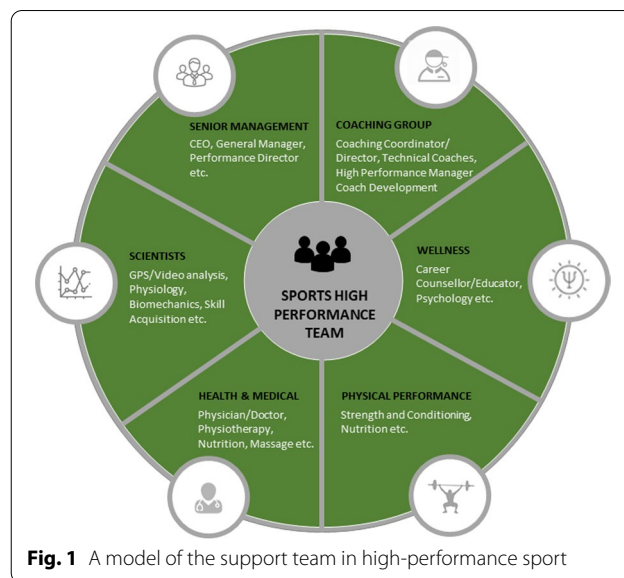 SENIOR MANAGEMENT
CEO, General Manager,
Performance Director
etc.
COACHING GROUP
Coaching Coordinator/
Director, Technical Coaches,
High Performance Manager
Coach Development
SCIENTISTS
GPS/Video analysis,
Physiology,
Biomechanics, Skill
Acquisition etc.
SPORTS HIGH
PERFORMANCE
TEAM
WELLNESS
Career
Counsellor/Educator,
Psychology etc.
HEALTH & MEDICAL
Physician/Doctor,
Physiotherapy,
Nutrition, Massage etc.
PHYSICAL PERFORMANCE
Strength and Conditioning,
Nutrition etc.
Fig. 1 A model of the support team in high-performance sport